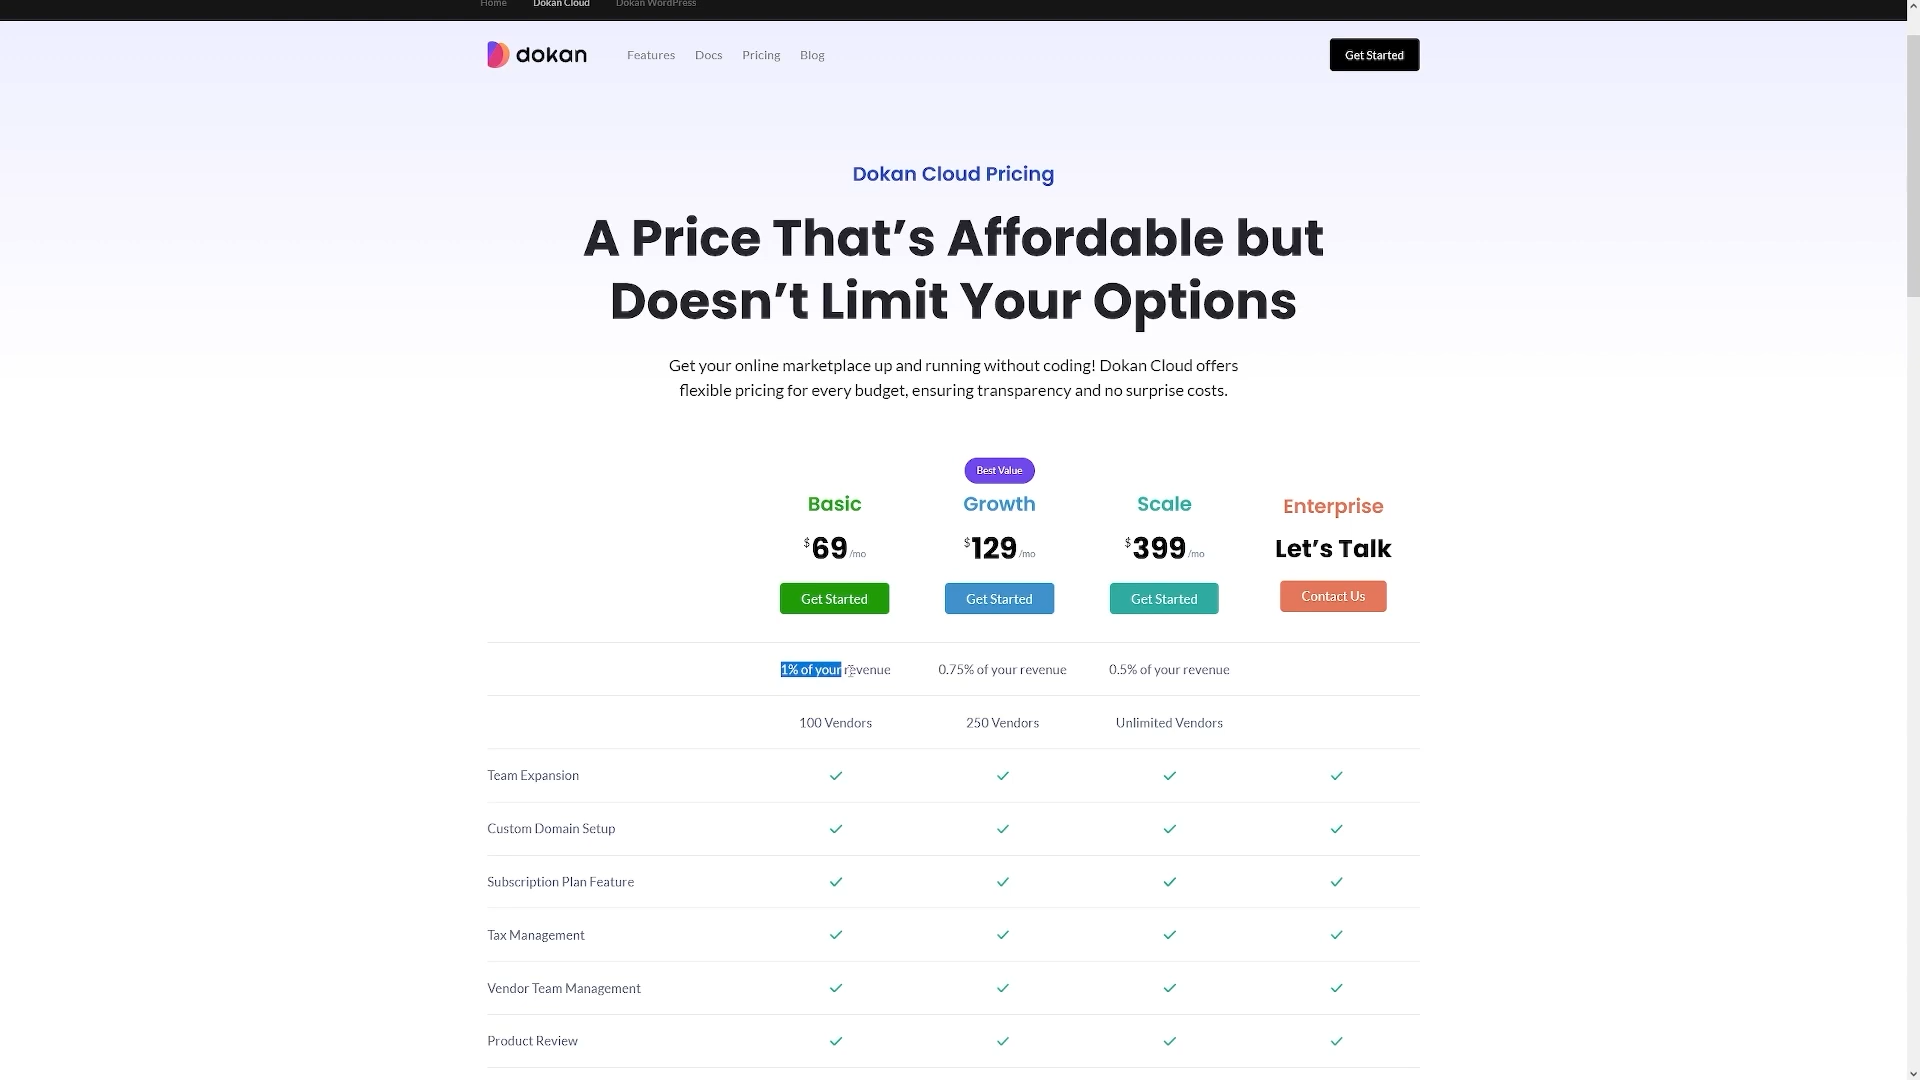 Home Dokan Cloud Dokan WordPress
dokan Features Docs Pricing Blog Get Started
Dokan Cloud Pricing
A Price That’s Affordable but
Doesn’t Limit Your Options
Get your online marketplace up and running without coding! Dokan Cloud offers
flexible pricing for every budget, ensuring transparency and no surprise costs.
Best Value
Basic Growth Scale Enterprise
$69/mo $129/mo $399/mo Let’s Talk
Get Started Get Started Get Started Contact Us
1% of your revenue 0.75% of your revenue 0.5% of your revenue
100 Vendors 250 Vendors Unlimited Vendors
Team Expansion
Custom Domain Setup
Subscription Plan Feature
Tax Management
Vendor Team Management
Product Review